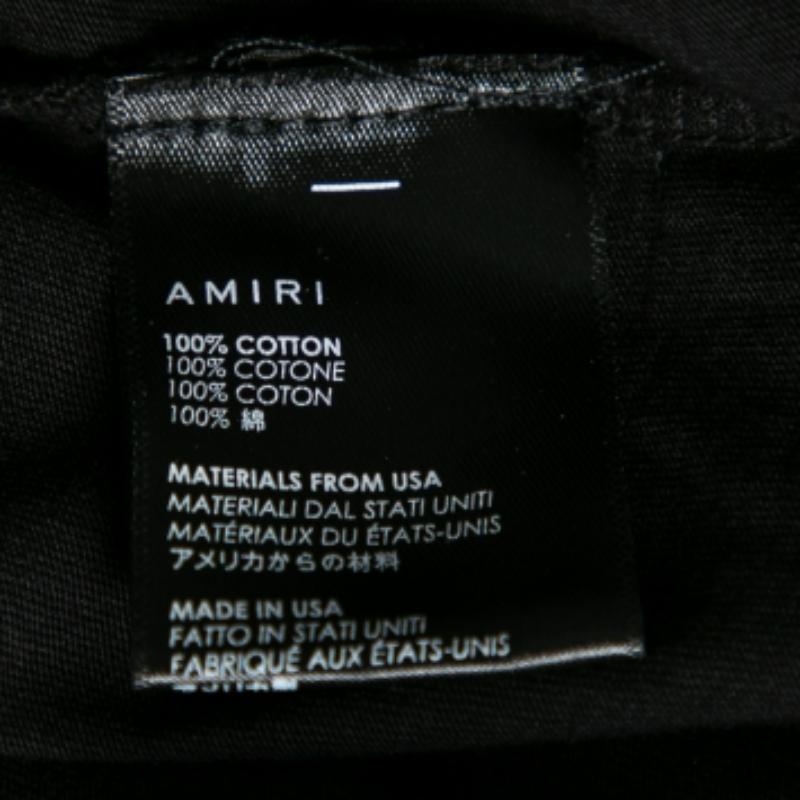 AMIRI
100% COTTON
100% COTONE
100% COTON
100% 綿
MATERIALS FROM USA
MATERIALI DAL STATI UNITI
MATÉRIAUX DU ÉTATS-UNIS
アメリカからの材料
MADE IN USA
FATTO IN STATI UNITI
FABRIQUÉ AUX ÉTATS-UNIS